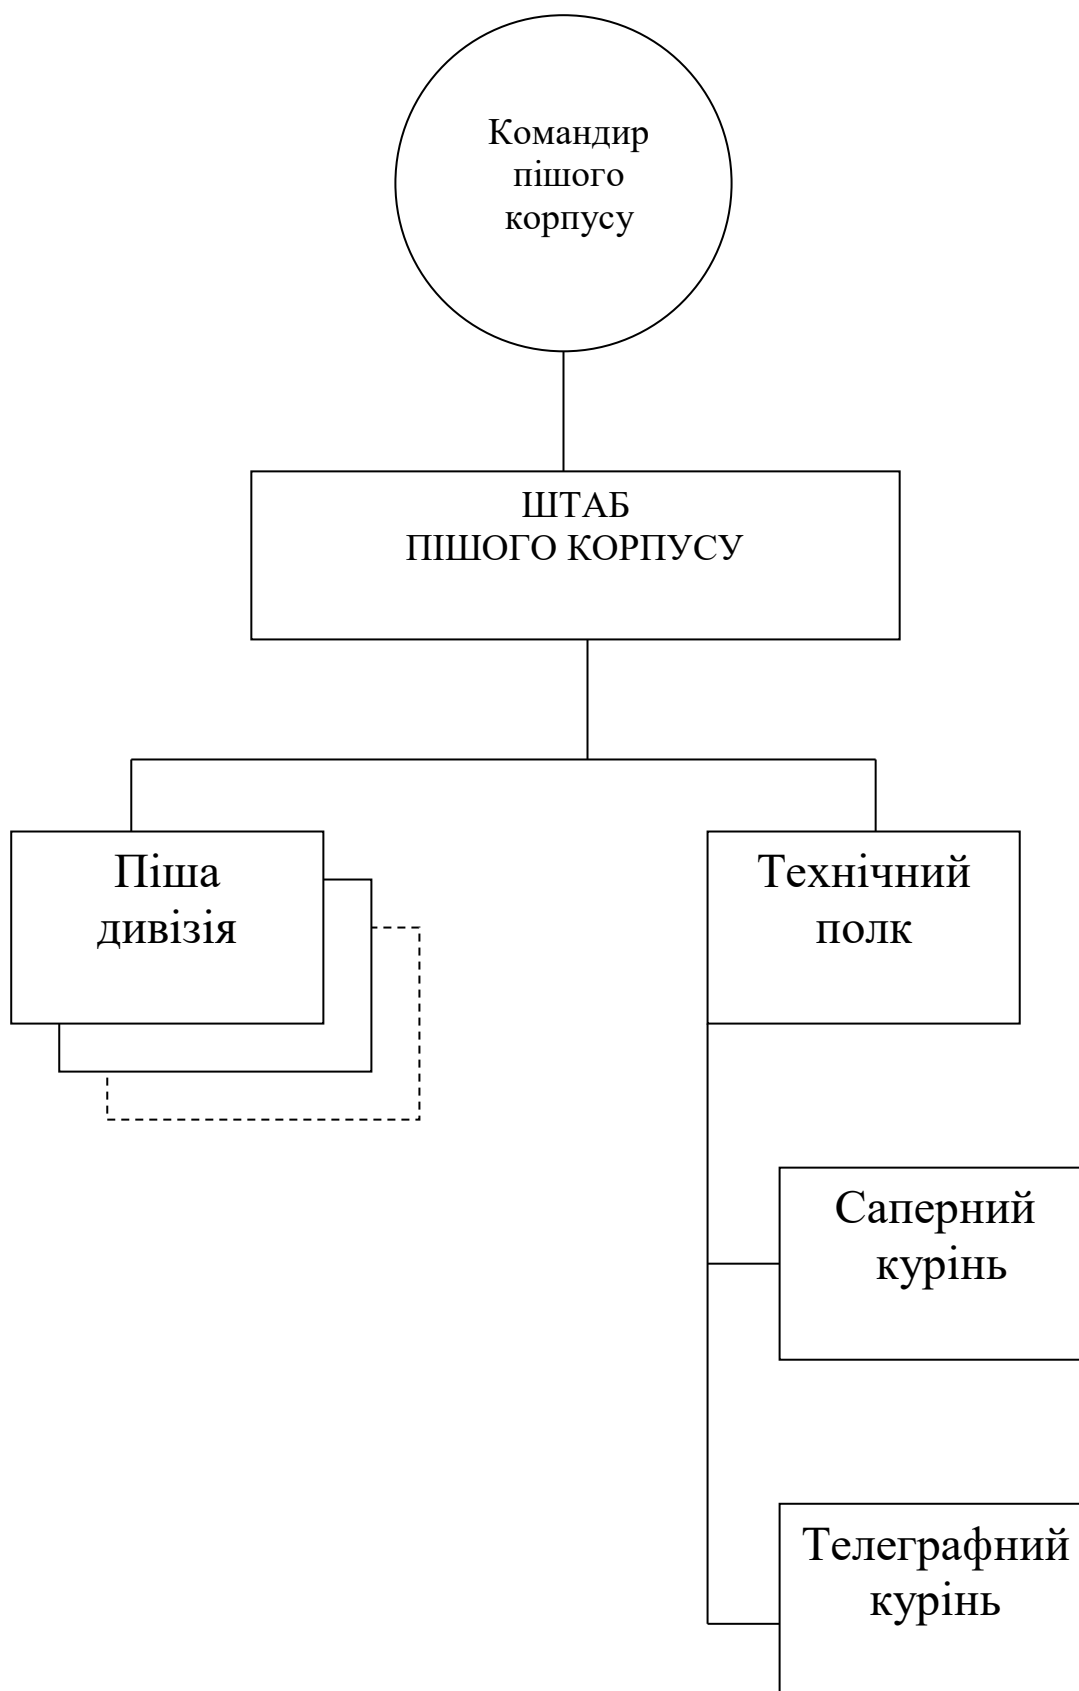 Командир
пішого
корпусу
ШТАБ
ПІШОГО КОРПУСУ
Піша
дивізія
Технічний
полк
Саперний
курінь
Телеграфний
курінь